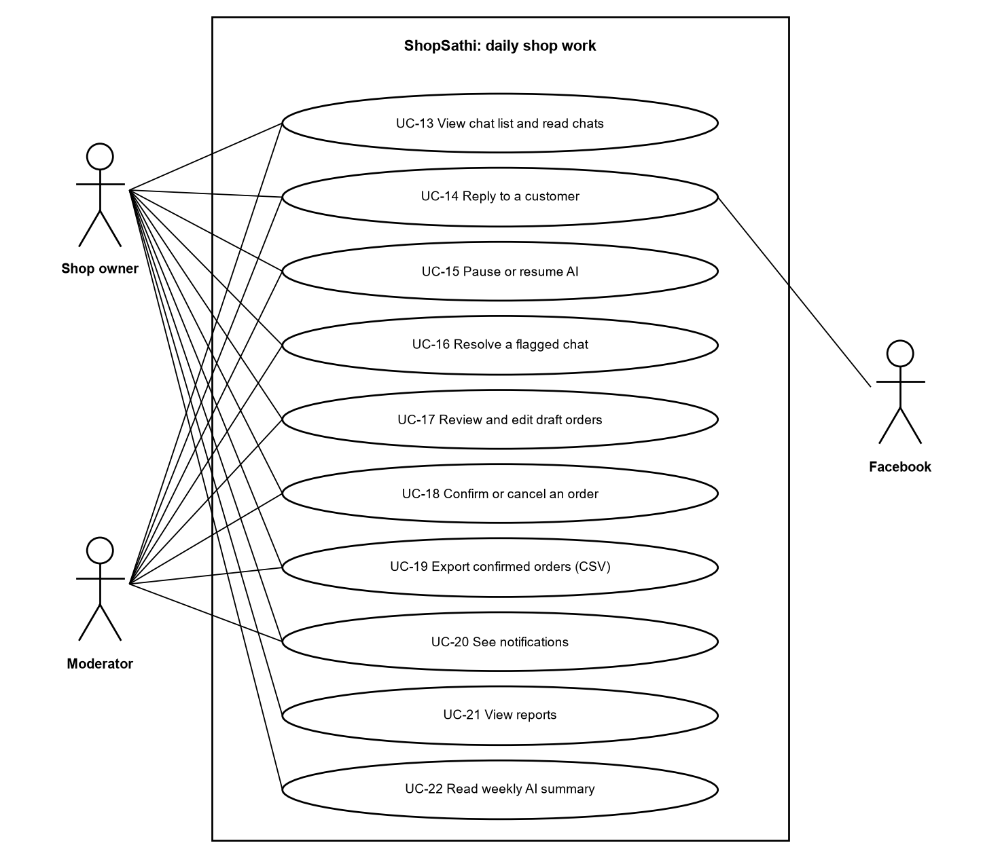 ShopSathi: daily shop work
UC-13 View chat list and read chats
UC-14 Reply to a customer
UC-15 Pause or resume AI
UC-16 Resolve a flagged chat
UC-17 Review and edit draft orders
UC-18 Confirm or cancel an order
UC-19 Export confirmed orders (CSV)
UC-20 See notifications
UC-21 View reports
UC-22 Read weekly AI summary
Shop owner
Moderator
Facebook